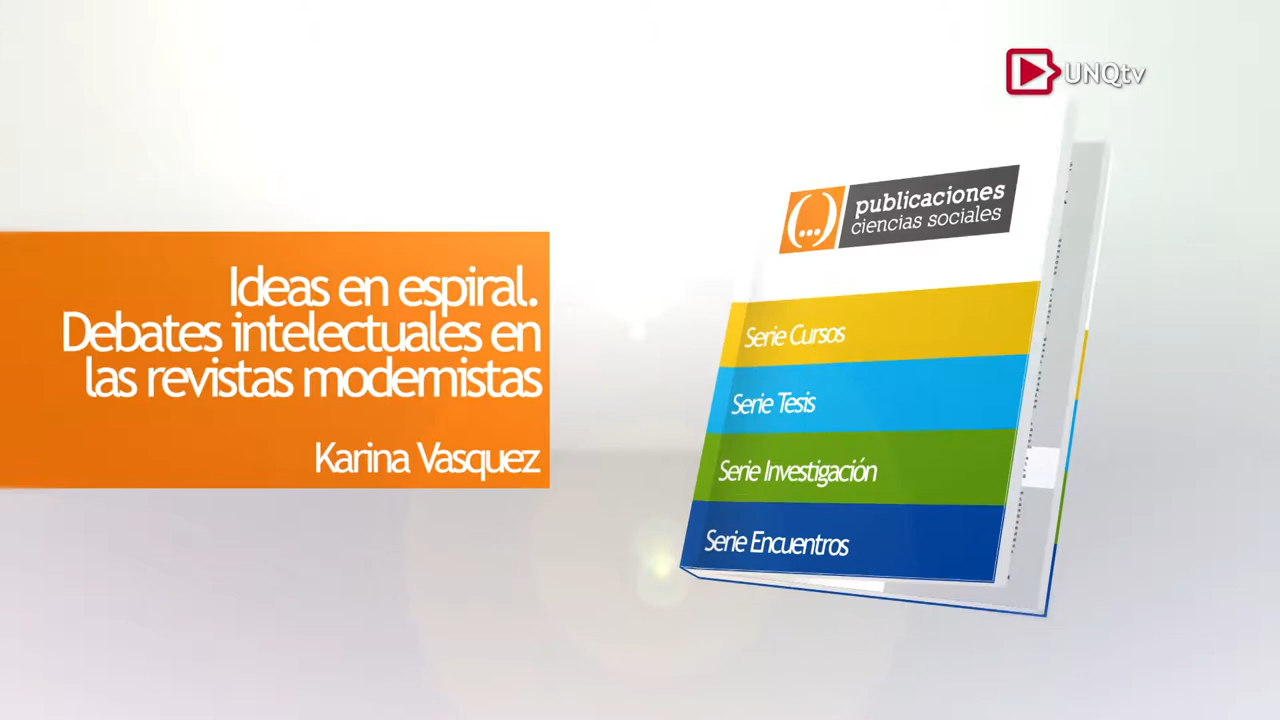 UNQtv
Ideas en espiral.
Debates intelectuales en
las revistas modernistas
Karina Vasquez
(...)
publicaciones
ciencias sociales
Serie Cursos
Serie Tesis
Serie Investigación
Serie Encuentros